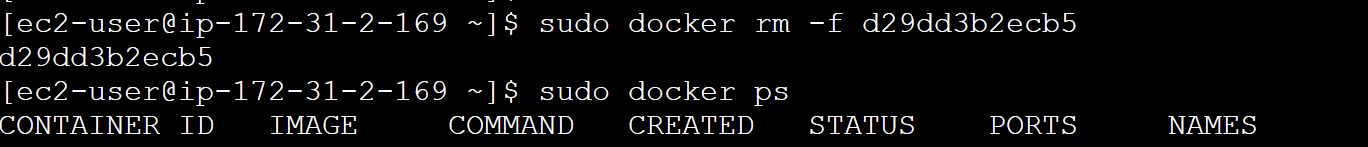 [ec2-user@ip-172-31-2-169 ~]$ sudo docker rm -f d29dd3b2ecb5
d29dd3b2ecb5
[ec2-user@ip-172-31-2-169 ~]$ sudo docker ps
CONTAINER ID   IMAGE     COMMAND   CREATED   STATUS    PORTS     NAMES